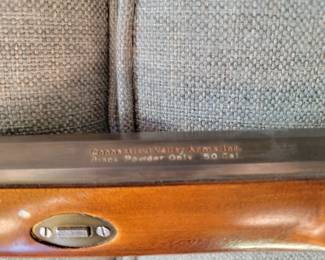 Connecticut Valley Arms Inc.
Black Powder Only .50 Cal.